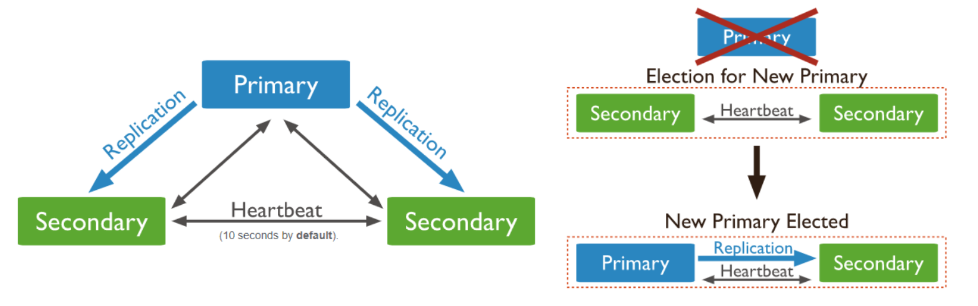 Primary
Replication
Replication
Secondary
Heartbeat
(10 seconds by default).
Secondary
Primary
Election for New Primary
Secondary
Heartbeat
Secondary
New Primary Elected
Primary
Replication
Heartbeat
Secondary